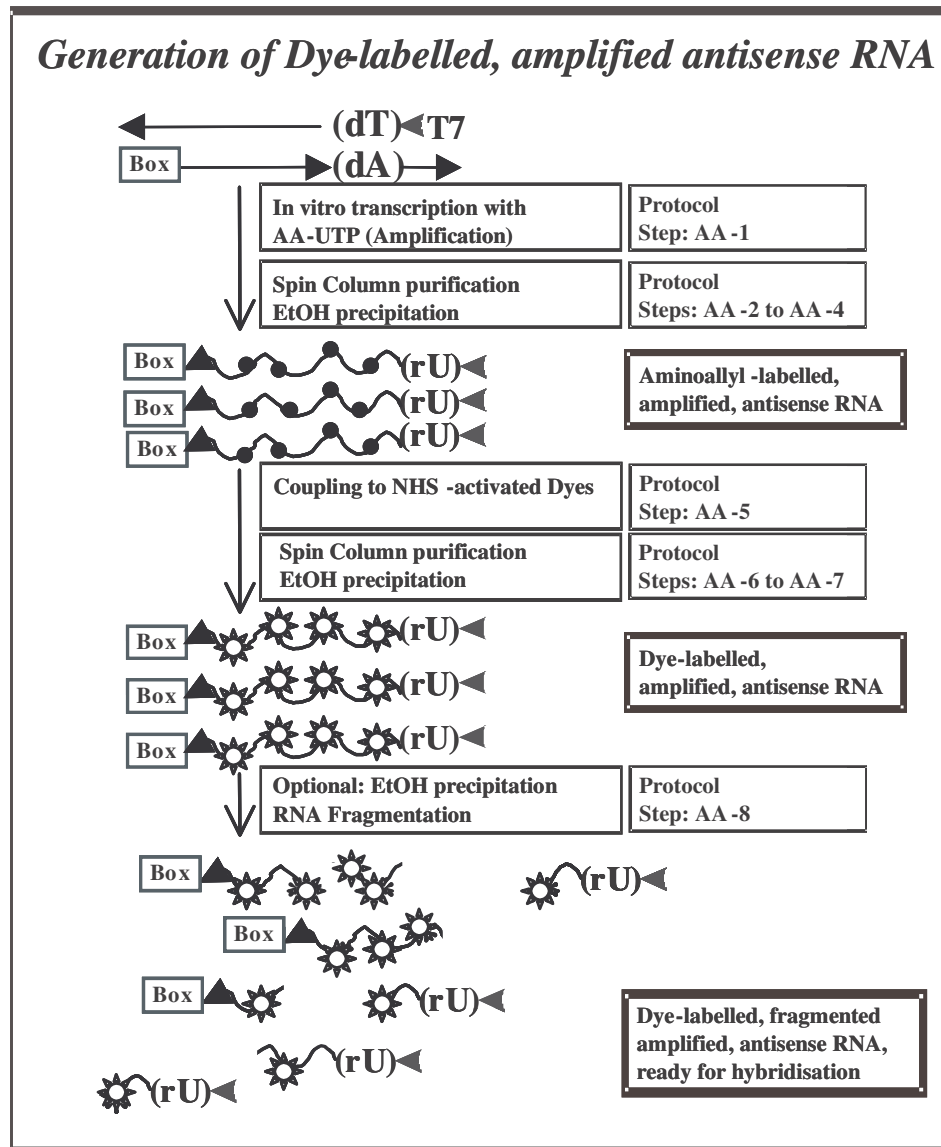 Generation of Dye-labelled, amplified antisense RNA
(dT) T7
Box (dA)
In vitro transcription with
AA-UTP (Amplification)
Protocol
Step: AA-1
Spin Column purification
EtOH precipitation
Protocol
Steps: AA-2 to AA-4
Box (rU)
Box (rU)
Box (rU)
Aminoallyl-labelled,
amplified, antisense RNA
Coupling to NHS-activated Dyes
Protocol
Step: AA-5
Spin Column purification
EtOH precipitation
Protocol
Steps: AA-6 to AA-7
Box (rU)
Box (rU)
Box (rU)
Dye-labelled,
amplified, antisense RNA
Optional: EtOH precipitation
RNA Fragmentation
Protocol
Step: AA-8
Box (rU)
Box
Box (rU)
(rU)
(rU)
Dye-labelled, fragmented
amplified, antisense RNA,
ready for hybridisation